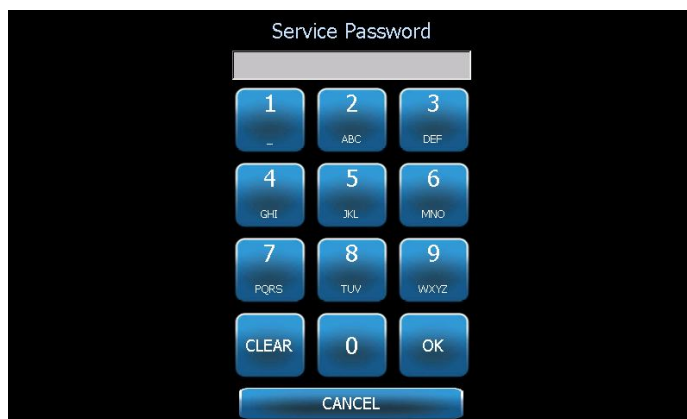 Service Password
1 2 3
_ ABC DEF
4 5 6
GHI JKL MNO
7 8 9
PQRS TUV WXYZ
CLEAR 0 OK
CANCEL